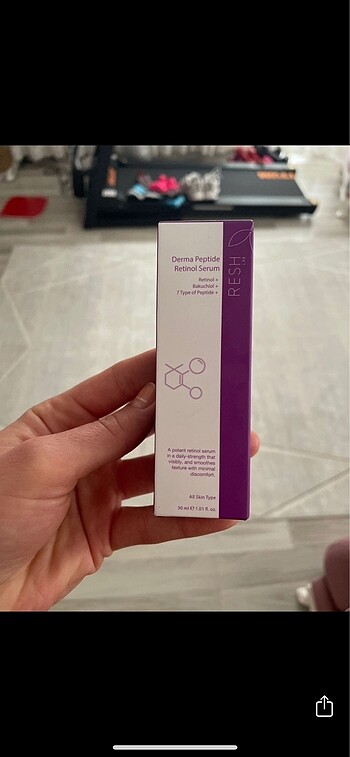 Derma Peptide
Retinol Serum
Retinol +
Bakuchiol +
7 Type of Peptide +
RESH
A potent retinol serum
in a daily-strength that
visibly, and smoothes
texture with minimal
discomfort.
All Skin Type
30 ml ℮ 1.01 fl. oz.